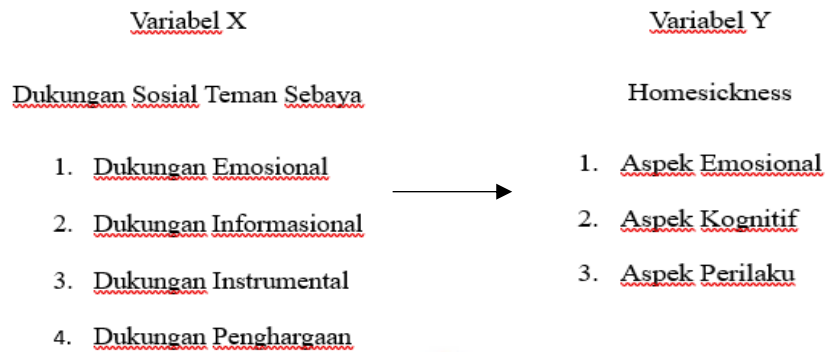 Variabel X
Dukungan Sosial Teman Sebaya
1. Dukungan Emosional
2. Dukungan Informasional
3. Dukungan Instrumental
4. Dukungan Penghargaan
Variabel Y
Homesickness
1. Aspek Emosional
2. Aspek Kognitif
3. Aspek Perilaku